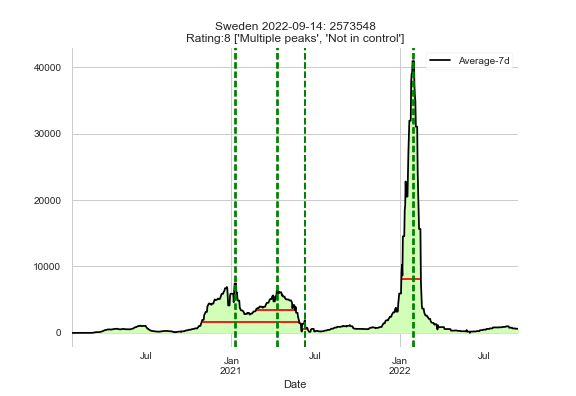 Sweden 2022-09-14: 2573548
Rating:8 ['Multiple peaks', 'Not in control']
Average-7d
40000
30000
20000
10000
0
Jul
Jan
2021
Jul
Jan
2022
Jul
Date